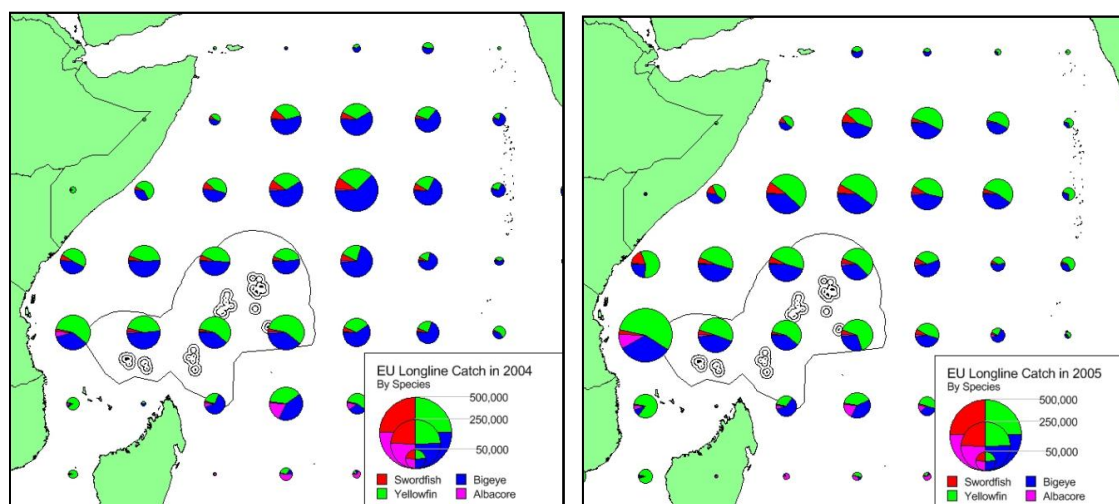 EU Longline Catch in 2004
By Species
500,000
250,000
50,000
Swordfish Bigeye
Yellowfin Albacore
EU Longline Catch in 2005
By Species
500,000
250,000
50,000
Swordfish Bigeye
Yellowfin Albacore